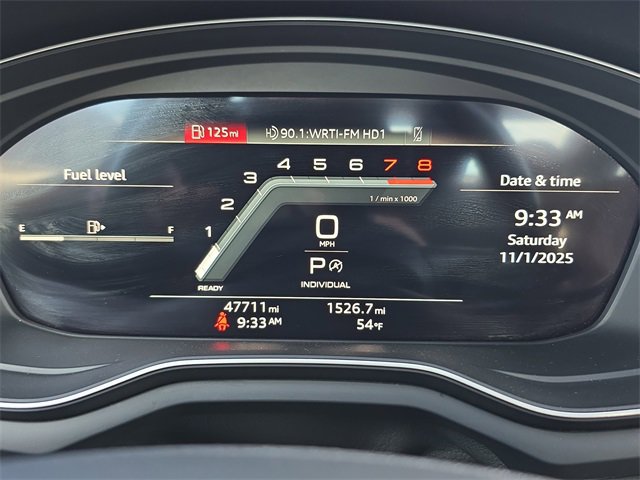 125 mi 90.1:WRTI-FM HD1
Fuel level
E F
1 2 3 4 5 6 7 8
1 / min x 1000
READY
0
MPH
P
INDIVIDUAL
Date & time
9:33 AM
Saturday
11/1/2025
47711 mi 1526.7 mi
9:33 AM 54°F